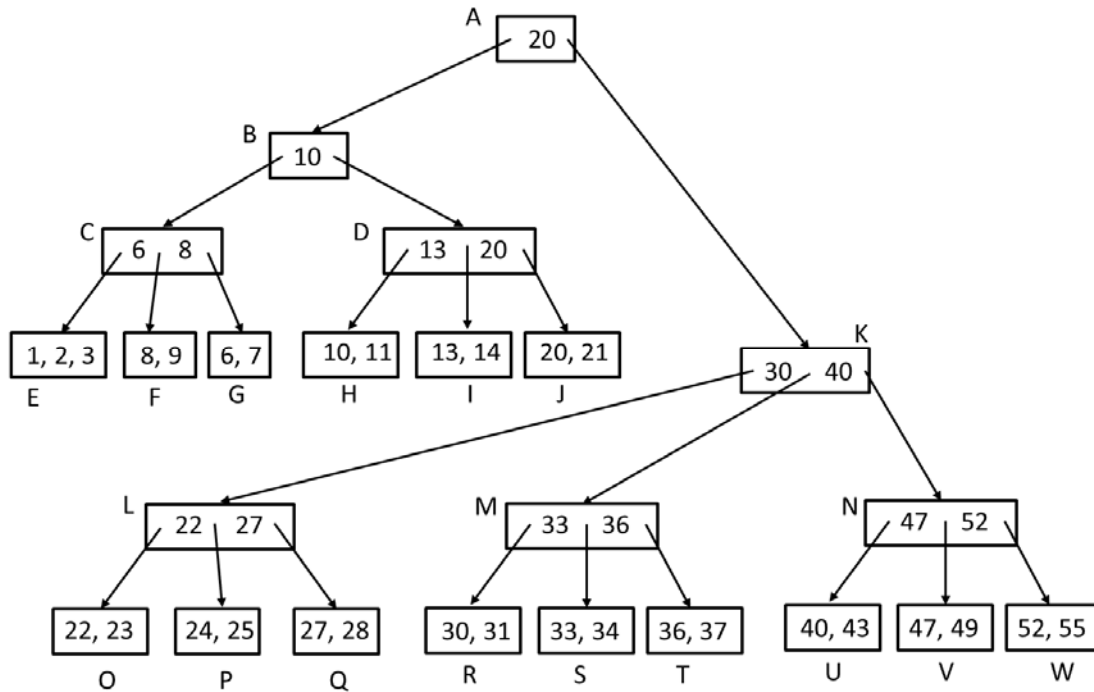 A
20
B
10
C
6 8
D
13 20
1, 2, 3
8, 9
6, 7
10, 11
13, 14
20, 21
E
F
G
H
I
J
K
30 40
L
22 27
M
33 36
N
47 52
22, 23
24, 25
27, 28
30, 31
33, 34
36, 37
40, 43
47, 49
52, 55
O
P
Q
R
S
T
U
V
W